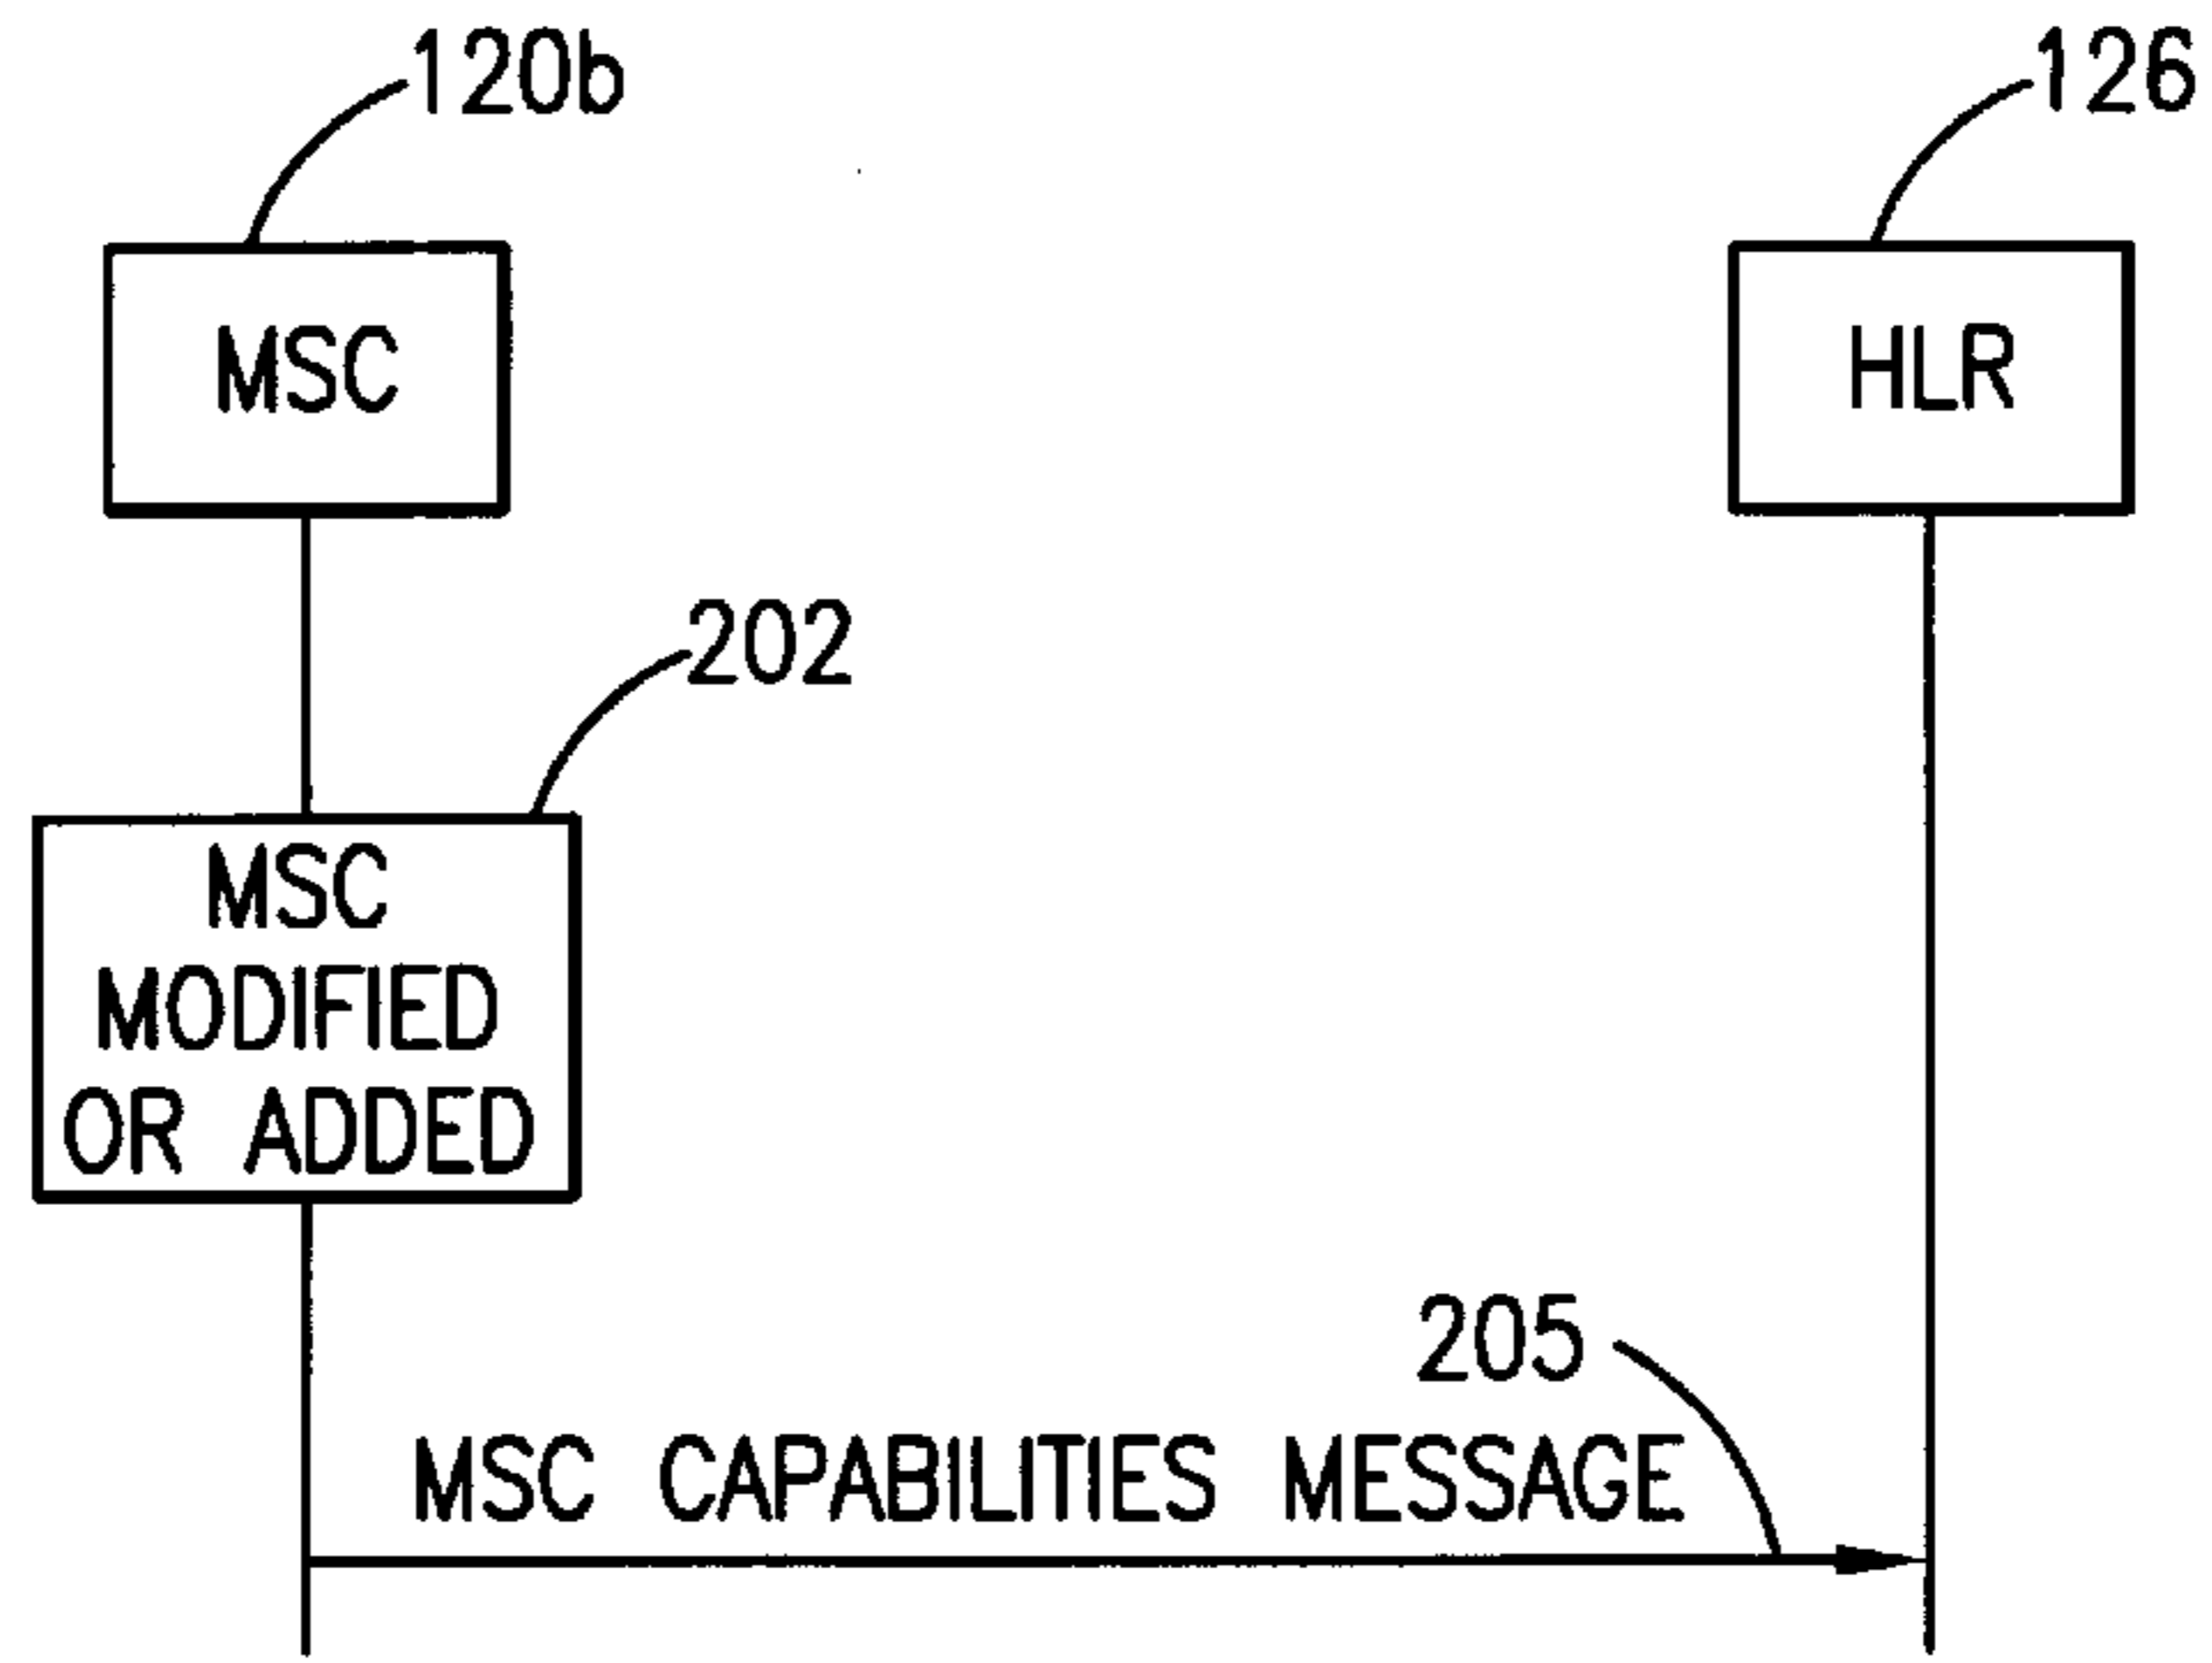 120b
126
MSC
HLR
202
MSC
MODIFIED
OR ADDED
205
MSC CAPABILITIES MESSAGE